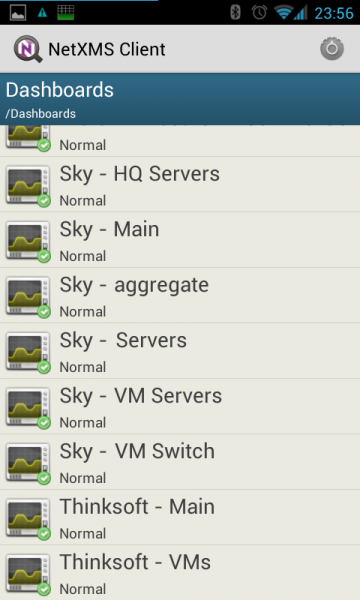 23:56
NetXMS Client
Dashboards
/Dashboards
Normal
Sky - HQ Servers
Normal
Sky - Main
Normal
Sky - aggregate
Normal
Sky - Servers
Normal
Sky - VM Servers
Normal
Sky - VM Switch
Normal
Thinksoft - Main
Normal
Thinksoft - VMs
Normal